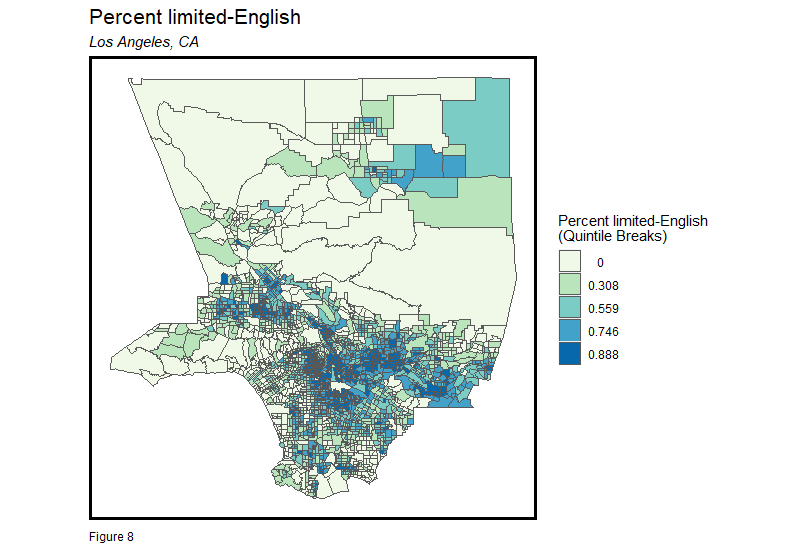 Percent limited-English
Los Angeles, CA
Percent limited-English
(Quintile Breaks)
0
0.308
0.559
0.746
0.888
Figure 8